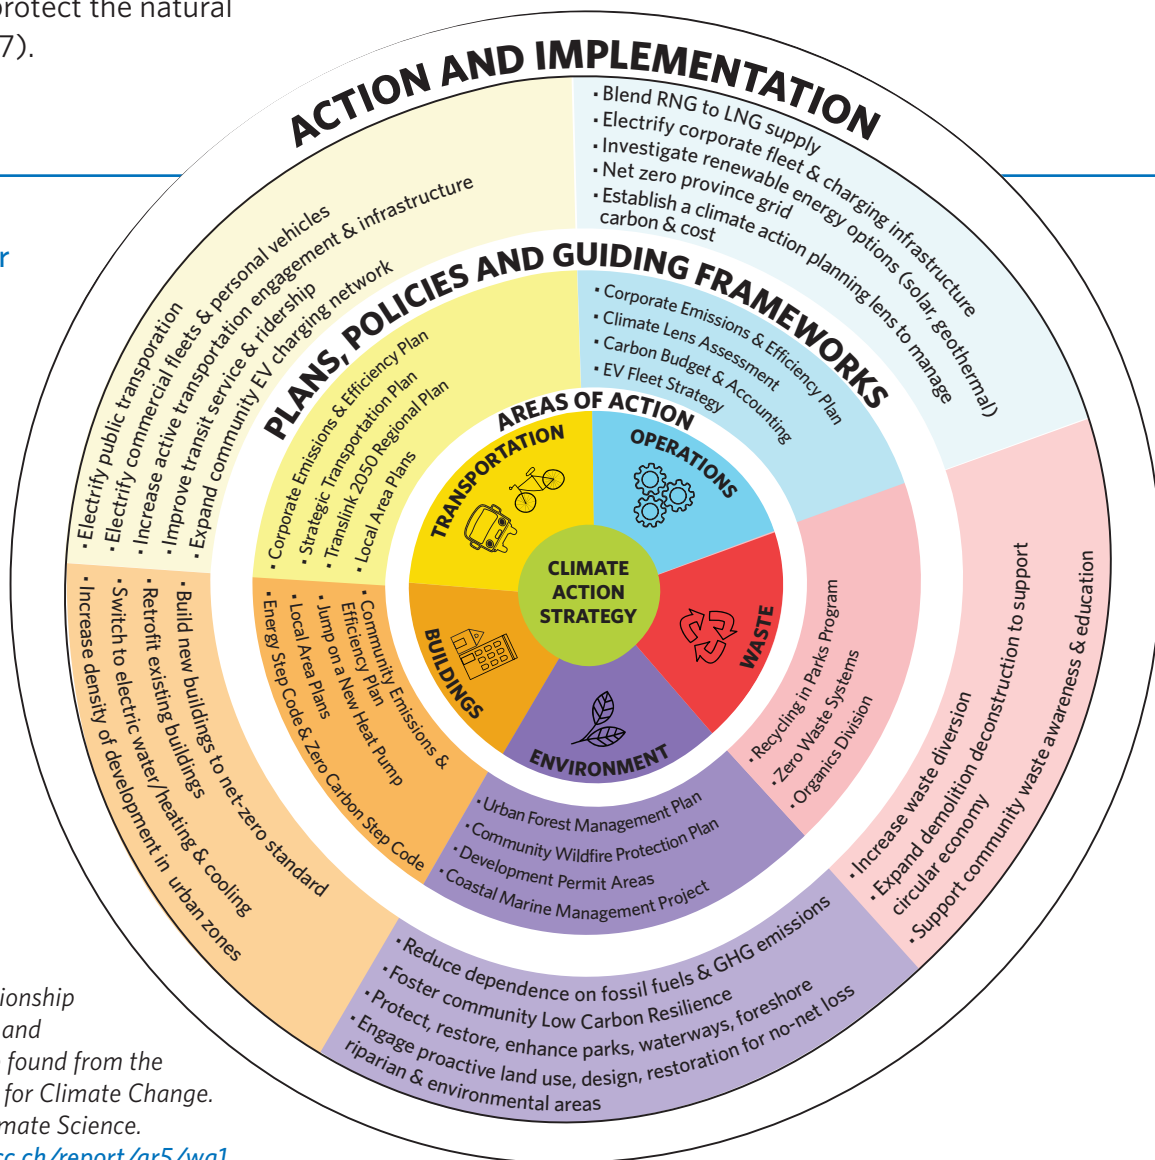 protect the natural
7).
r
ACTION AND IMPLEMENTATION
· Blend RNG to LNG supply
· Electrify corporate fleet & charging infrastructure
· Investigate renewable energy options (solar, geothermal)
· Net zero province grid
· Establish a climate action planning lens to manage
carbon & cost
· Increase waste diversion
· Expand demolition deconstruction to support
circular economy
· Support community waste awareness & education
· Reduce dependence on fossil fuels & GHG emissions
· Foster community Low Carbon Resilience
· Protect, restore, enhance parks, waterways, foreshore
· Engage proactive land use, design, restoration for no-net loss
riparian & environmental areas
· Build new buildings to net-zero standard
· Retrofit existing buildings
· Switch to electric water/heating & cooling
· Increase density of development in urban zones
· Electrify public transportation
· Electrify commercial fleets & personal vehicles
· Increase active transportation engagement & infrastructure
· Improve transit service & ridership
· Expand community EV charging network
PLANS, POLICIES AND GUIDING FRAMEWORKS
· Corporate Emissions & Efficiency Plan
· Climate Lens Assessment
· Carbon Budget & Accounting
· EV Fleet Strategy
· Recycling in Parks Program
· Zero Waste Systems
· Organics Division
· Urban Forest Management Plan
· Community Wildfire Protection Plan
· Development Permit Areas
· Coastal Marine Management Project
· Community Emissions &
Efficiency Plan
· Jump on a New Heat Pump
· Local Area Plans
· Energy Step Code & Zero Carbon Step Code
· Corporate Emissions & Efficiency Plan
· Strategic Transportation Plan
· Translink 2050 Regional Plan
· Local Area Plans
AREAS OF ACTION
TRANSPORTATION
OPERATIONS
WASTE
ENVIRONMENT
BUILDINGS
CLIMATE
ACTION
STRATEGY
ionship
and
found from the
for Climate Change.
mate Science.
cc.ch/report/ar5/wg1